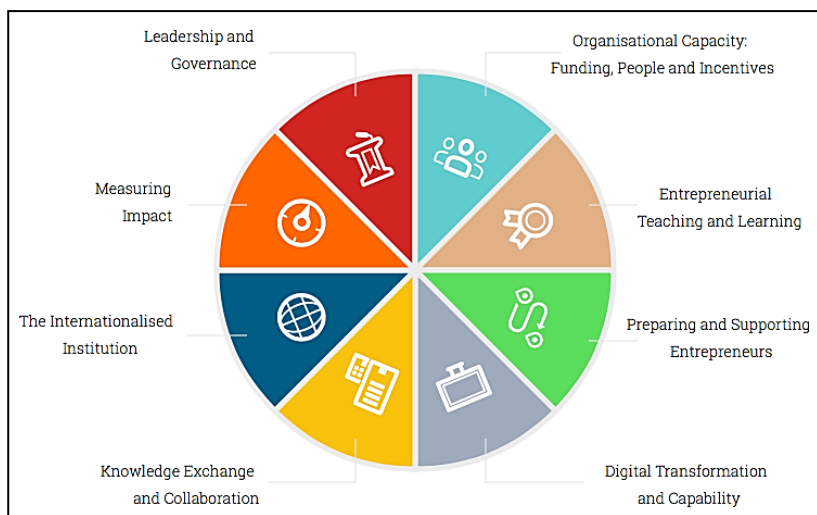 Leadership and
Governance
Organisational Capacity:
Funding, People and Incentives
Measuring
Impact
Entrepreneurial
Teaching and Learning
The Internationalised
Institution
Preparing and Supporting
Entrepreneurs
Knowledge Exchange
and Collaboration
Digital Transformation
and Capability